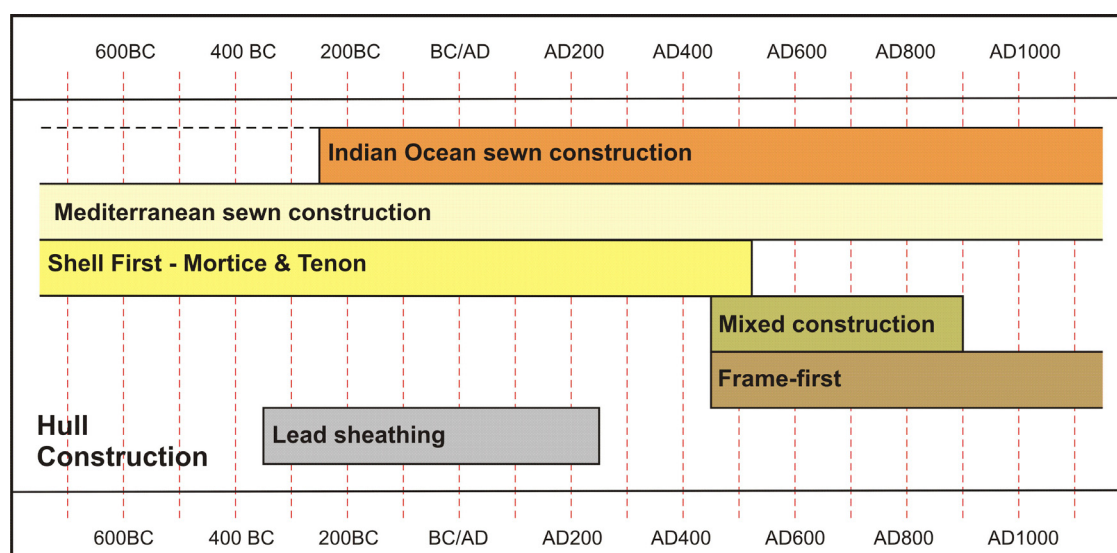 600BC 400 BC 200BC BC/AD AD200 AD400 AD600 AD800 AD1000
Indian Ocean sewn construction
Mediterranean sewn construction
Shell First - Mortice & Tenon
Mixed construction
Frame-first
Lead sheathing
Hull
Construction
600BC 400 BC 200BC BC/AD AD200 AD400 AD600 AD800 AD1000